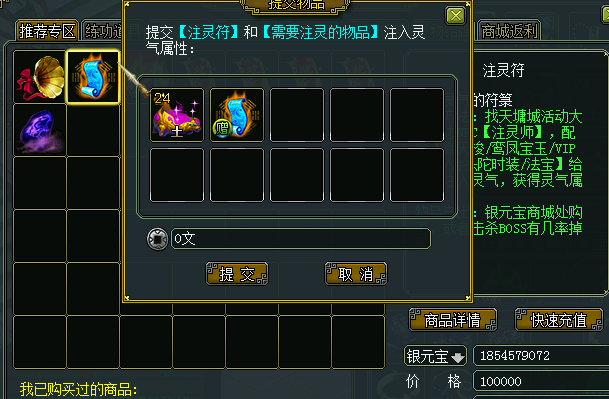 提交物品
推荐专区
练功道
商城返利
提交【注灵符】和【需要注灵的物品】注入灵
气属性:
注灵符
24
赠
的符箓
：找天墉城活动大
【注灵师】，配
/鸾凤宝玉/VIP
陀时装/法宝】给
灵气，获得灵气属
：银元宝商城处购
击杀BOSS有几率掉
0文
提 交
取 消
商品详情
快速充值
银元宝
1854579072
价 格
100000
我已购买过的商品: